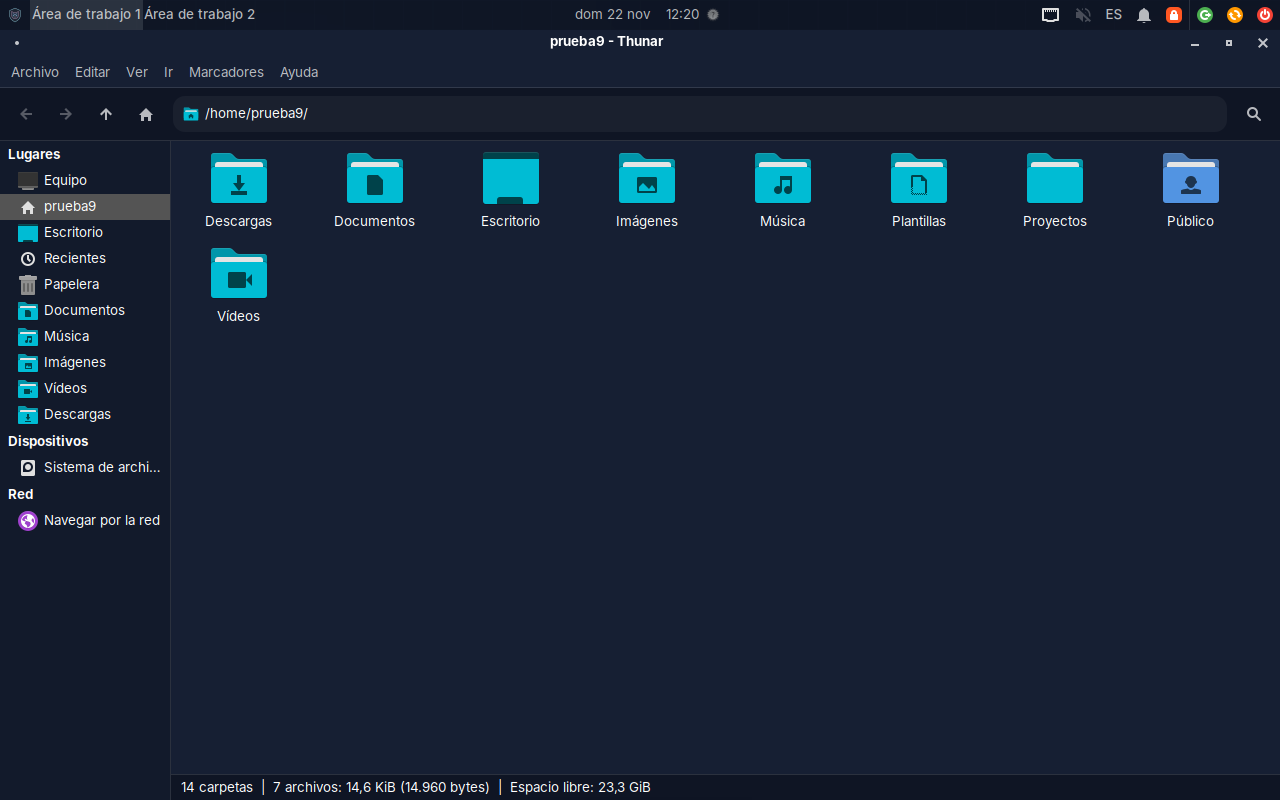 Área de trabajo 1 Área de trabajo 2 dom 22 nov 12:20 ES
prueba9 - Thunar
Archivo Editar Ver Ir Marcadores Ayuda
/home/prueba9/
Lugares
Equipo
prueba9
Escritorio
Recientes
Papelera
Documentos
Música
Imágenes
Vídeos
Descargas
Dispositivos
Sistema de archi...
Red
Navegar por la red
Descargas Documentos Escritorio Imágenes Música Plantillas Proyectos Público
Vídeos
14 carpetas | 7 archivos: 14,6 KiB (14.960 bytes) | Espacio libre: 23,3 GiB